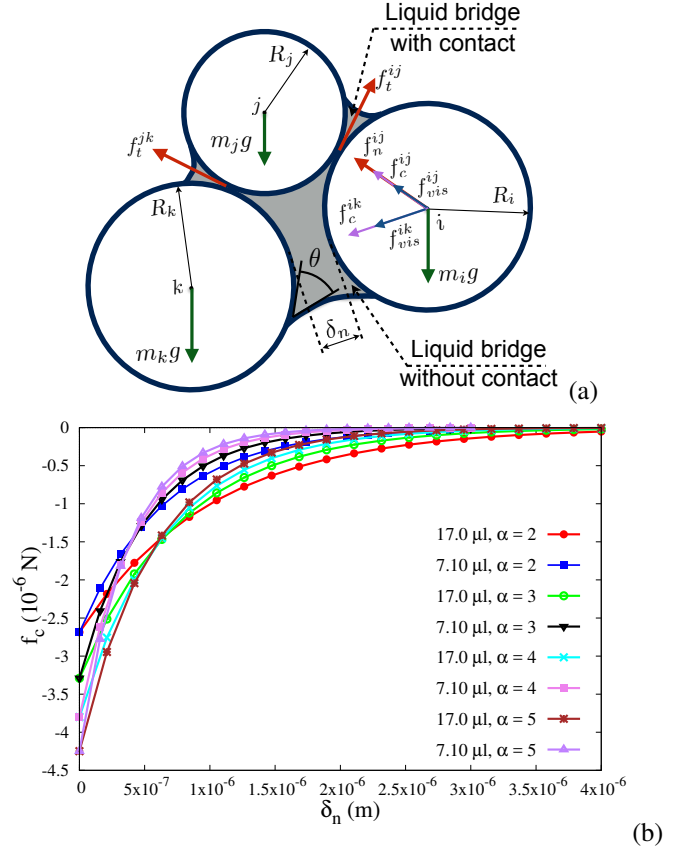 Liquid bridge
with contact
R_j
f_t^{ij}
j
m_jg
f_t^{jk}
f_n^{ij}
f_c^{ij}
f_{vis}^{ij}
R_i
R_k
f_c^{ik}
f_{vis}^{ik}
i
θ
m_ig
k
δ_n
m_kg
Liquid bridge
without contact
(a)
0
-0.5
-1
-1.5
-2
-2.5
-3
-3.5
-4
-4.5
f_c (10^{-6} N)
17.0 µl, α = 2
7.10 µl, α = 2
17.0 µl, α = 3
7.10 µl, α = 3
17.0 µl, α = 4
7.10 µl, α = 4
17.0 µl, α = 5
7.10 µl, α = 5
0 5x10^{-7} 1x10^{-6} 1.5x10^{-6} 2x10^{-6} 2.5x10^{-6} 3x10^{-6} 3.5x10^{-6} 4x10^{-6}
δ_n (m)
(b)